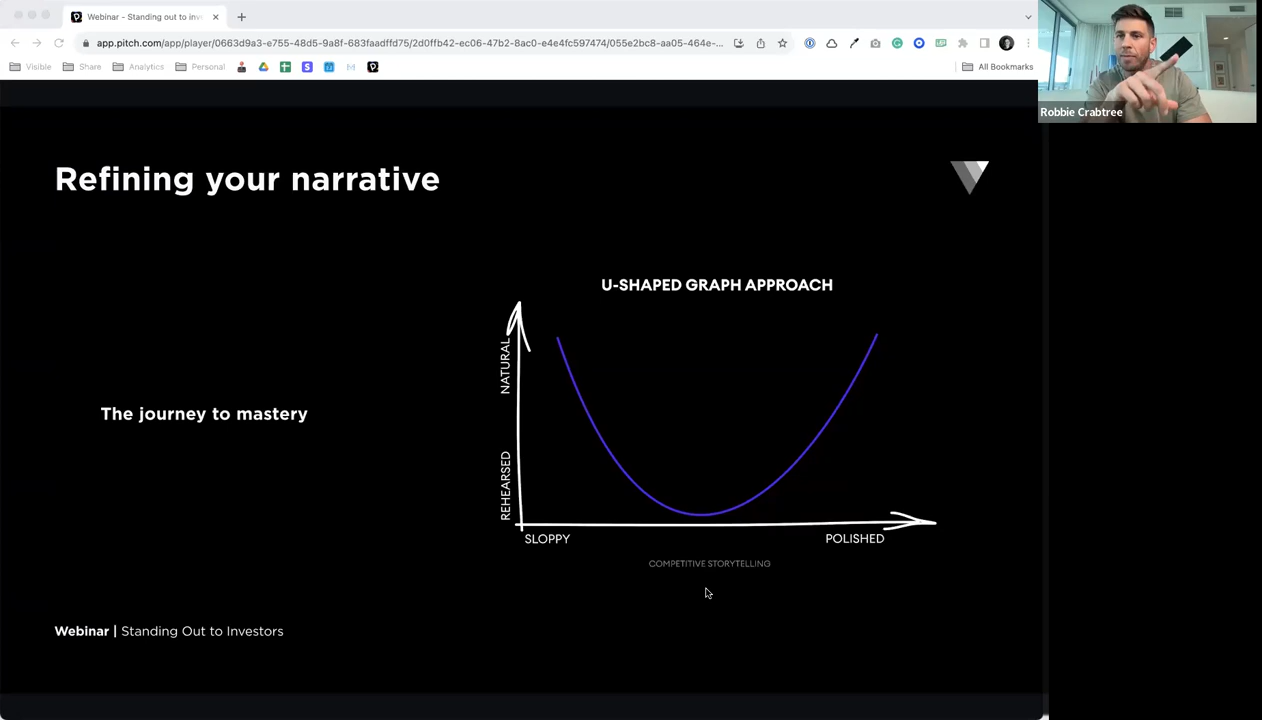 Webinar - Standing out to inve
app.pitch.com/app/player/0663d9a3-e755-48d5-9a8f-683faadffd75/2d0ffb42-ec06-47b2-8ac0-e4e4fc597474/055e2bc8-aa05-464e-...
Visible
Share
Analytics
Personal
All Bookmarks
Robbie Crabtree
Refining your narrative
U-SHAPED GRAPH APPROACH
NATURAL
The journey to mastery
REHEARSED
SLOPPY
POLISHED
COMPETITIVE STORYTELLING
Webinar | Standing Out to Investors